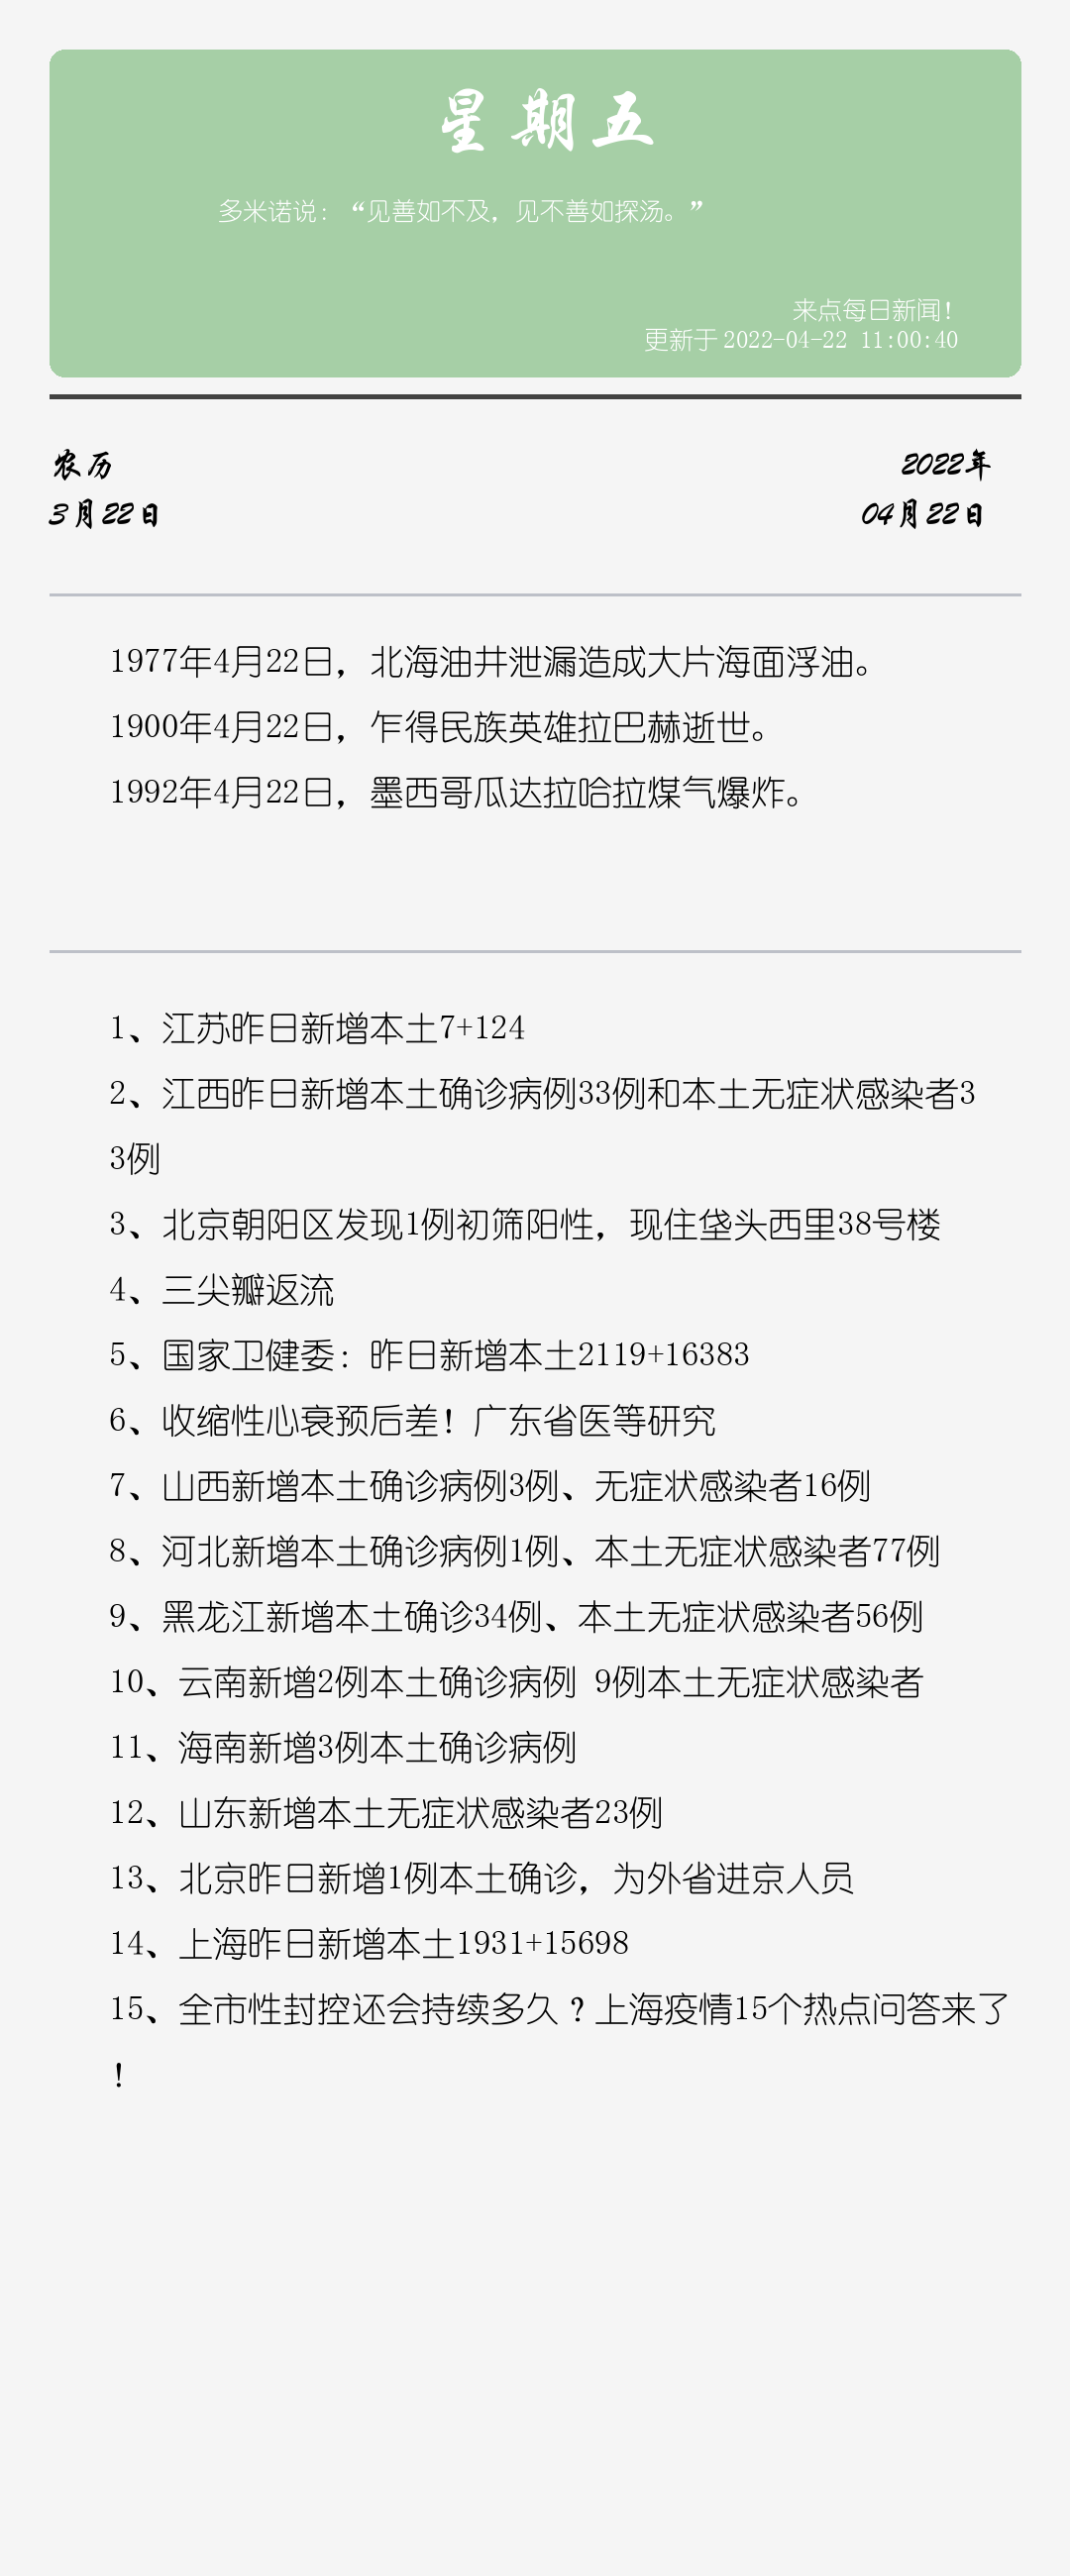 星期五
多米诺说：“见善如不及，见不善如探汤。”
来点每日新闻！
更新于 2022-04-22 11:00:40
农历
2022年
3月22日
04月22日
1977年4月22日，北海油井泄漏造成大片海面浮油。
1900年4月22日，乍得民族英雄拉巴赫逝世。
1992年4月22日，墨西哥瓜达拉哈拉煤气爆炸。
1、江苏昨日新增本土7+124
2、江西昨日新增本土确诊病例33例和本土无症状感染者3
3例
3、北京朝阳区发现1例初筛阳性，现住垡头西里38号楼
4、三尖瓣返流
5、国家卫健委：昨日新增本土2119+16383
6、收缩性心衰预后差！广东省医等研究
7、山西新增本土确诊病例3例、无症状感染者16例
8、河北新增本土确诊病例1例、本土无症状感染者77例
9、黑龙江新增本土确诊34例、本土无症状感染者56例
10、云南新增2例本土确诊病例 9例本土无症状感染者
11、海南新增3例本土确诊病例
12、山东新增本土无症状感染者23例
13、北京昨日新增1例本土确诊，为外省进京人员
14、上海昨日新增本土1931+15698
15、全市性封控还会持续多久？上海疫情15个热点问答来了
！